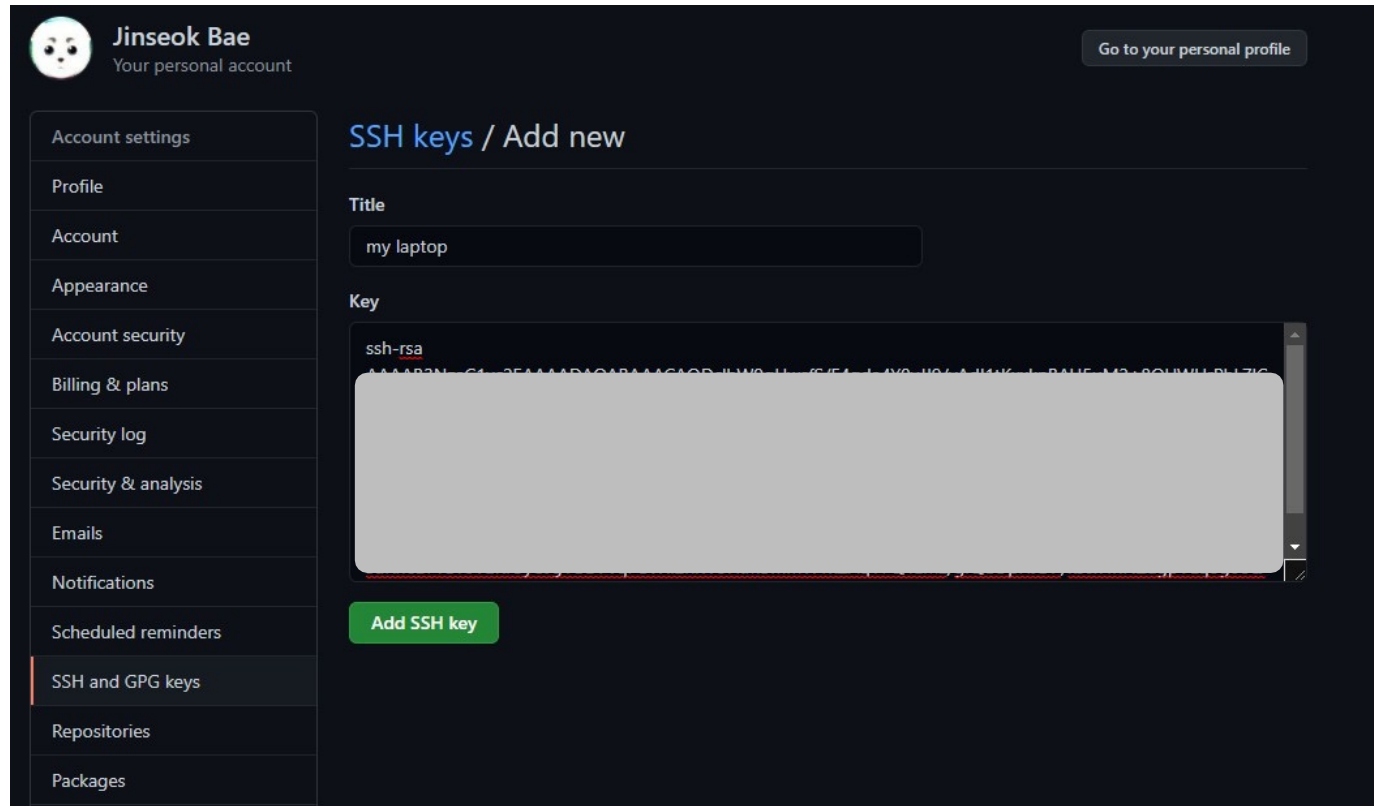 Jinseok Bae
Your personal account
Go to your personal profile
Account settings
Profile
Account
Appearance
Account security
Billing & plans
Security log
Security & analysis
Emails
Notifications
Scheduled reminders
SSH and GPG keys
Repositories
Packages
SSH keys / Add new
Title
my laptop
Key
ssh-rsa
Add SSH key